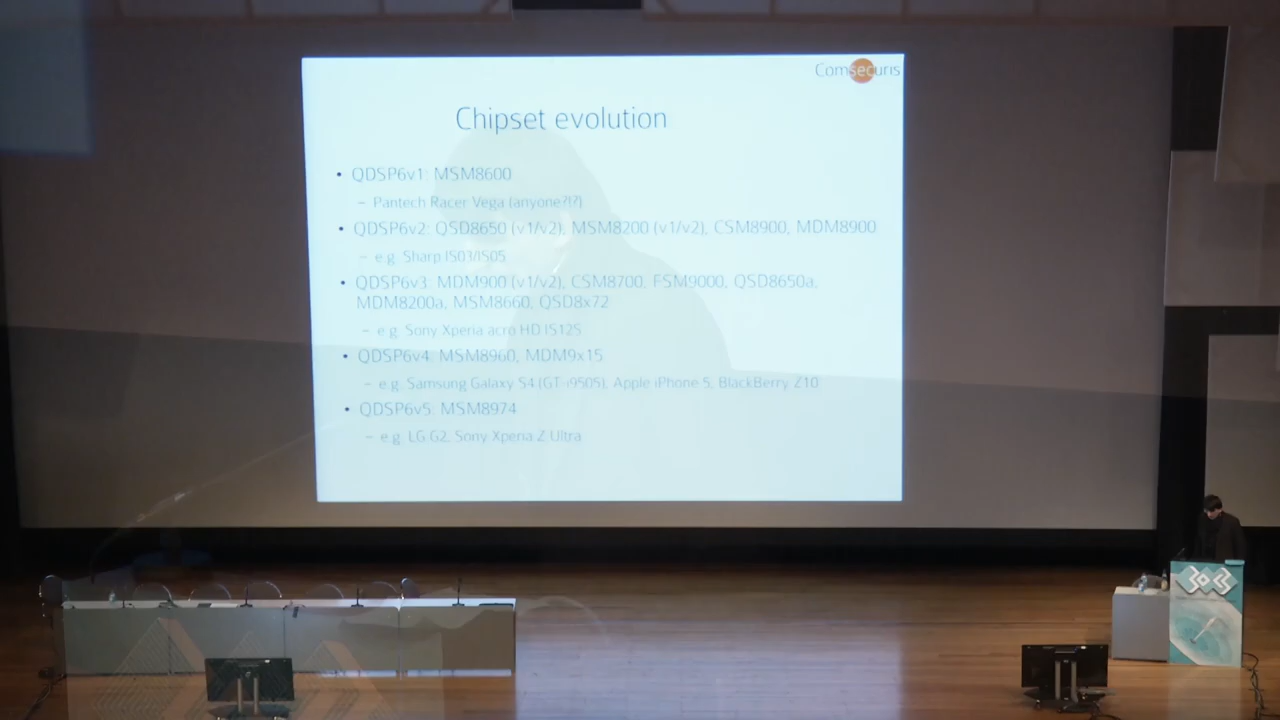 Comsecuris
Chipset evolution
• QDSP6v1: MSM8600
– Pantech Racer Vega (anyone?!?)
• QDSP6v2: QSD8650 (v1/v2), MSM8200 (v1/v2), CSM8900, MDM8900
– e.g. Sharp IS03/IS05
• QDSP6v3: MDM900 (v1/v2), CSM8700, FSM9000, QSD8650a,
MDM8200a, MSM8660, QSD8x72
– e.g. Sony Xperia acro HD IS12S
• QDSP6v4: MSM8960, MDM9x15
– e.g. Samsung Galaxy S4 (GT-i9505), Apple iPhone 5, BlackBerry Z10
• QDSP6v5: MSM8974
– e.g. LG G2, Sony Xperia Z Ultra